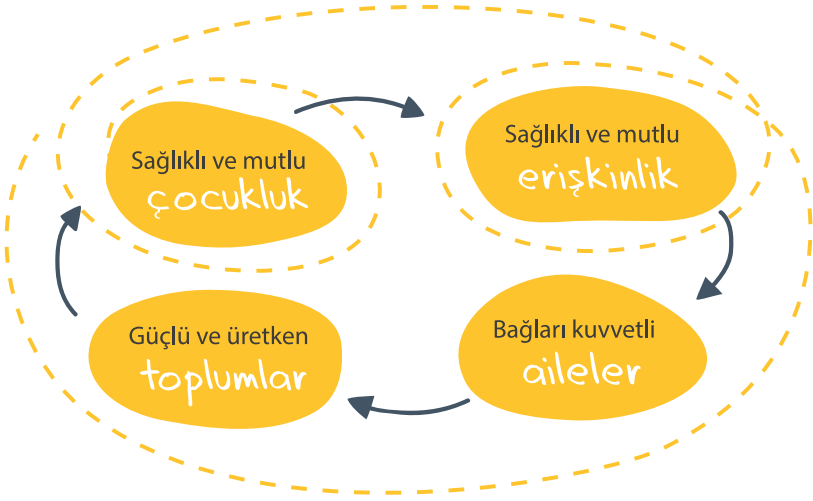 Sağlıklı ve mutlu
çocukluk
Sağlıklı ve mutlu
erişkinlik
Güçlü ve üretken
toplumlar
Bağları kuvvetli
aileler